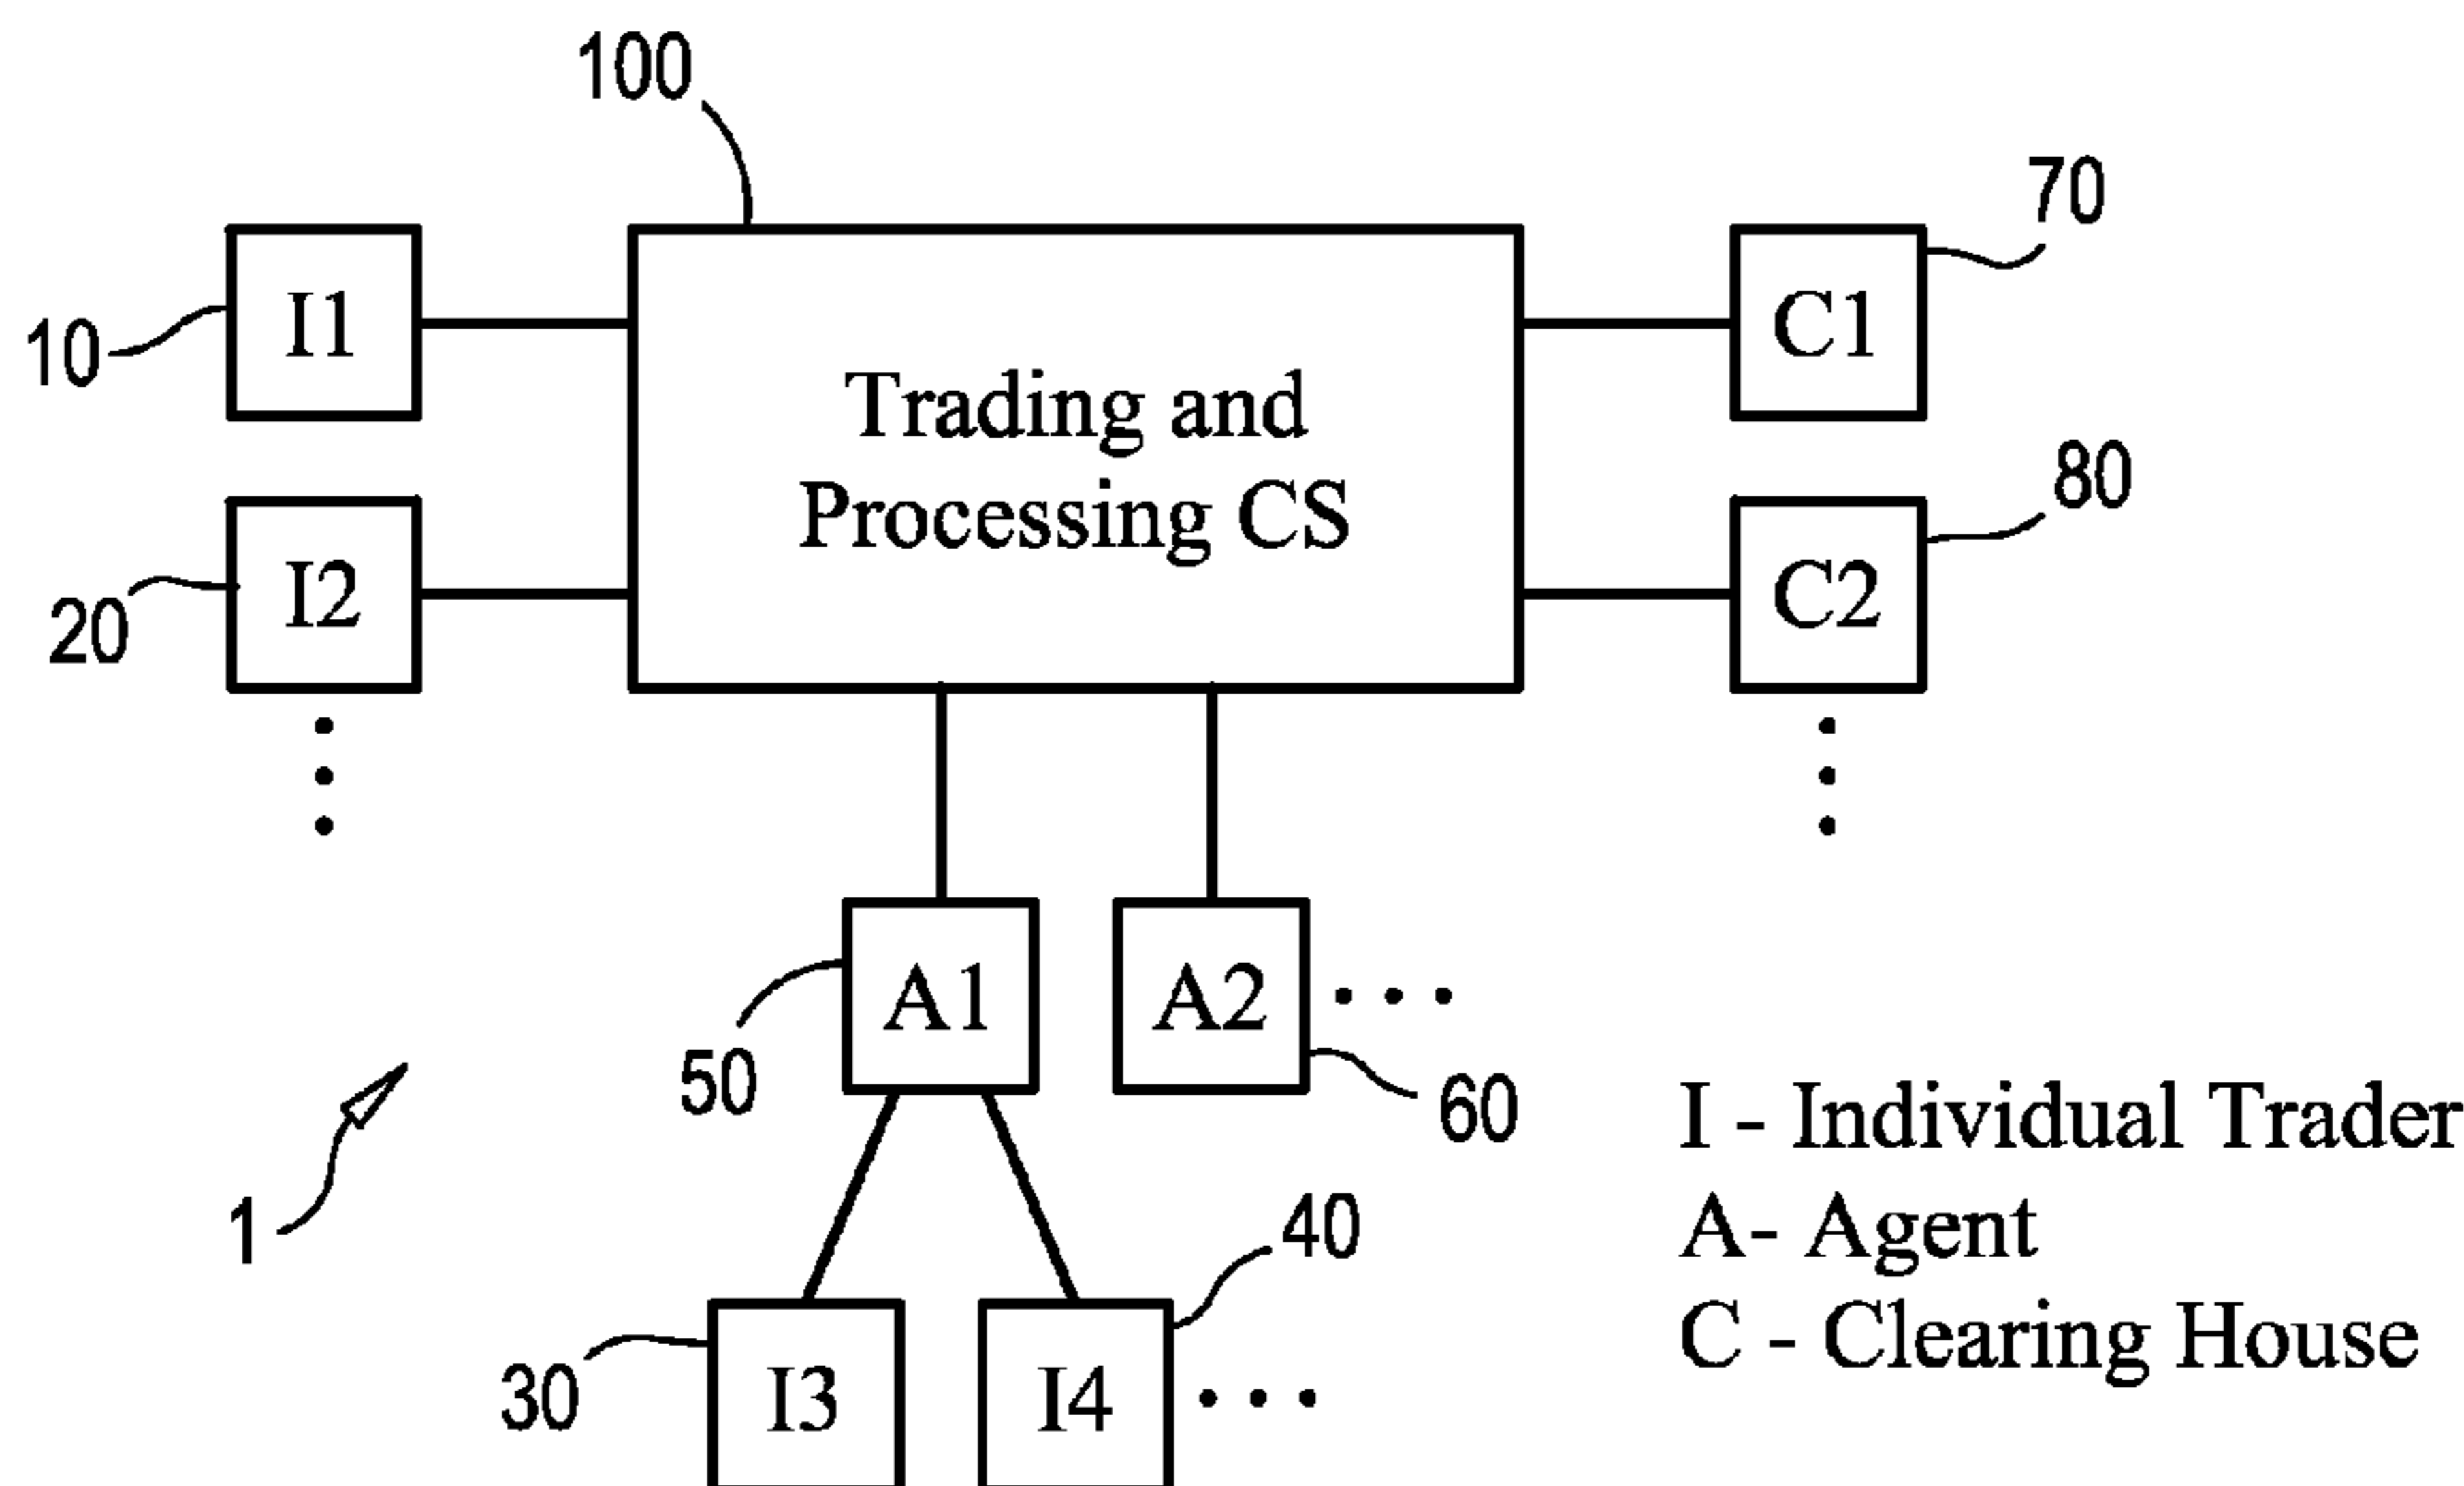 100
70
I1
C1
10
Trading and
Processing CS
80
I2
C2
20
A1
A2
50
60
I - Individual Trader
A- Agent
C - Clearing House
1
40
I3
I4
30